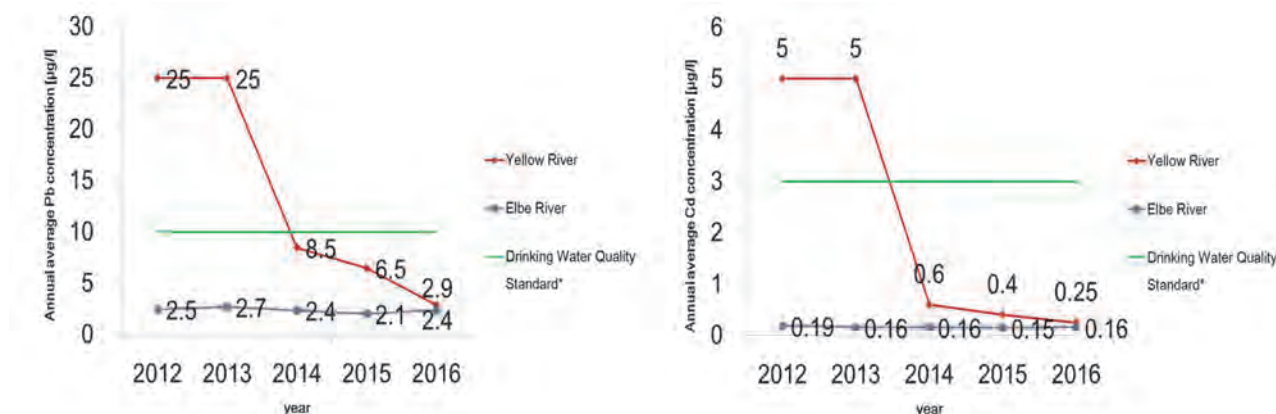 Annual average Pb concentration [µg/l]
30
25
20
15
10
5
0
25
25
8.5
6.5
2.9
2.5
2.7
2.4
2.1
2.4
2012 2013 2014 2015 2016
year
Yellow River
Elbe River
Drinking Water Quality
Standard*
Annual average Cd concentration [µg/l]
6
5
4
3
2
1
0
5
5
0.6
0.4
0.25
0.19
0.16
0.16
0.15
0.16
2012 2013 2014 2015 2016
year
Yellow River
Elbe River
Drinking Water Quality
Standard*